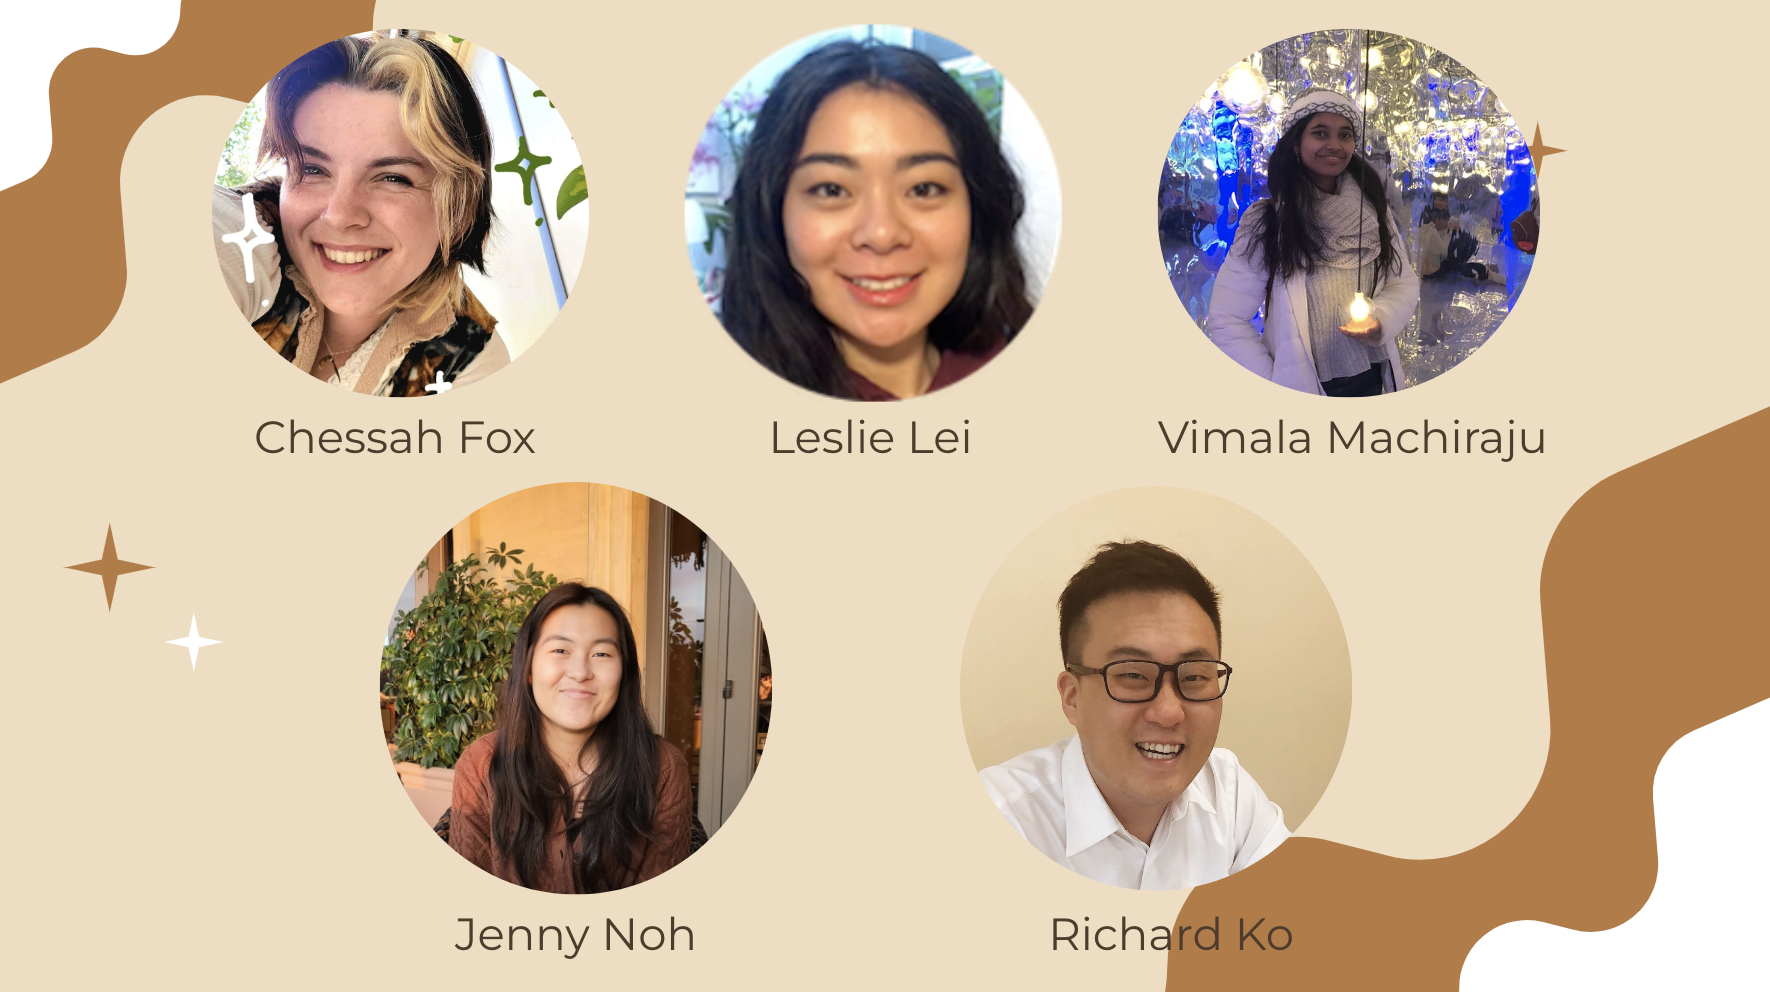 Chessah Fox
Leslie Lei
Vimala Machiraju
Jenny Noh
Richard Ko